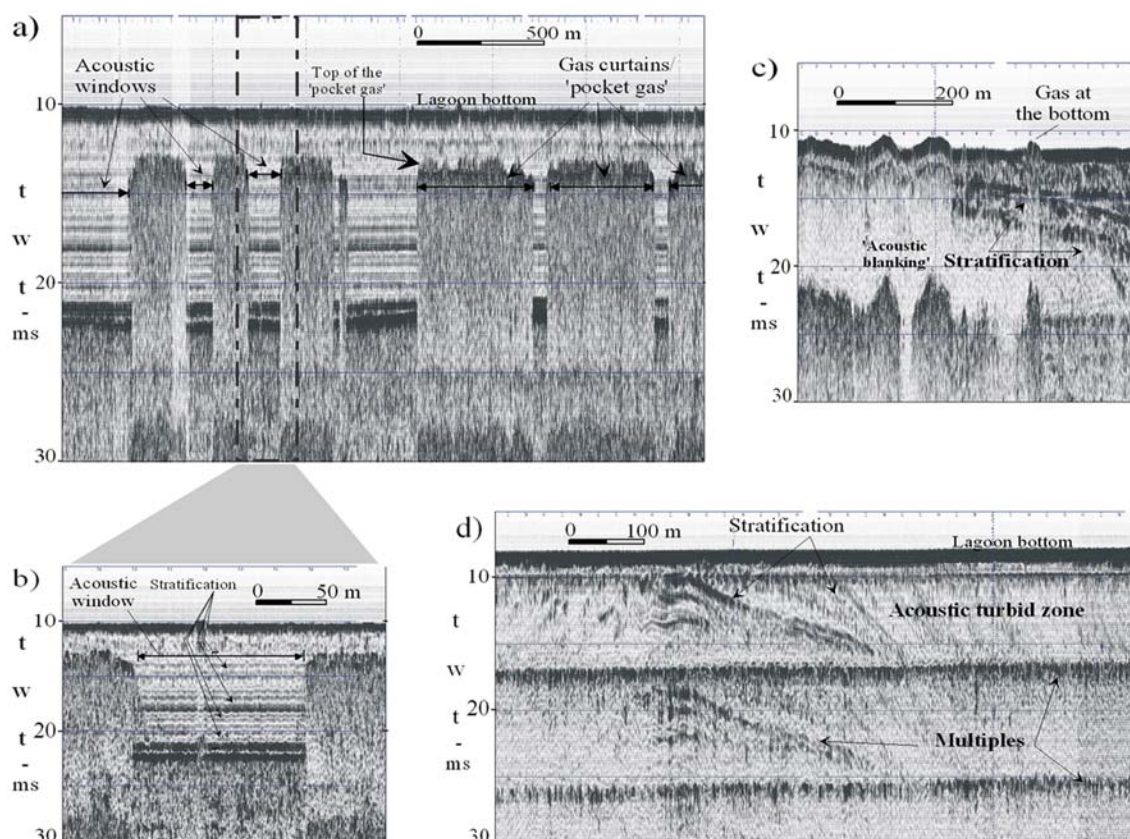 a)
0 500 m
Acoustic
windows
Top of the
'pocket gas'
Lagoon bottom
Gas curtains/
'pocket gas'
10
t
w
20
t
-
ms
30
c)
0 200 m
Gas at
the bottom
10
t
w
'Acoustic
blanking'
Stratification
20
t
-
ms
30
b)
Acoustic
window
Stratification
0 50 m
10
t
w
20
t
-
ms
30
d)
0 100 m
Stratification
Lagoon bottom
10
t
Acoustic turbid zone
w
20
t
Multiples
-
ms
30